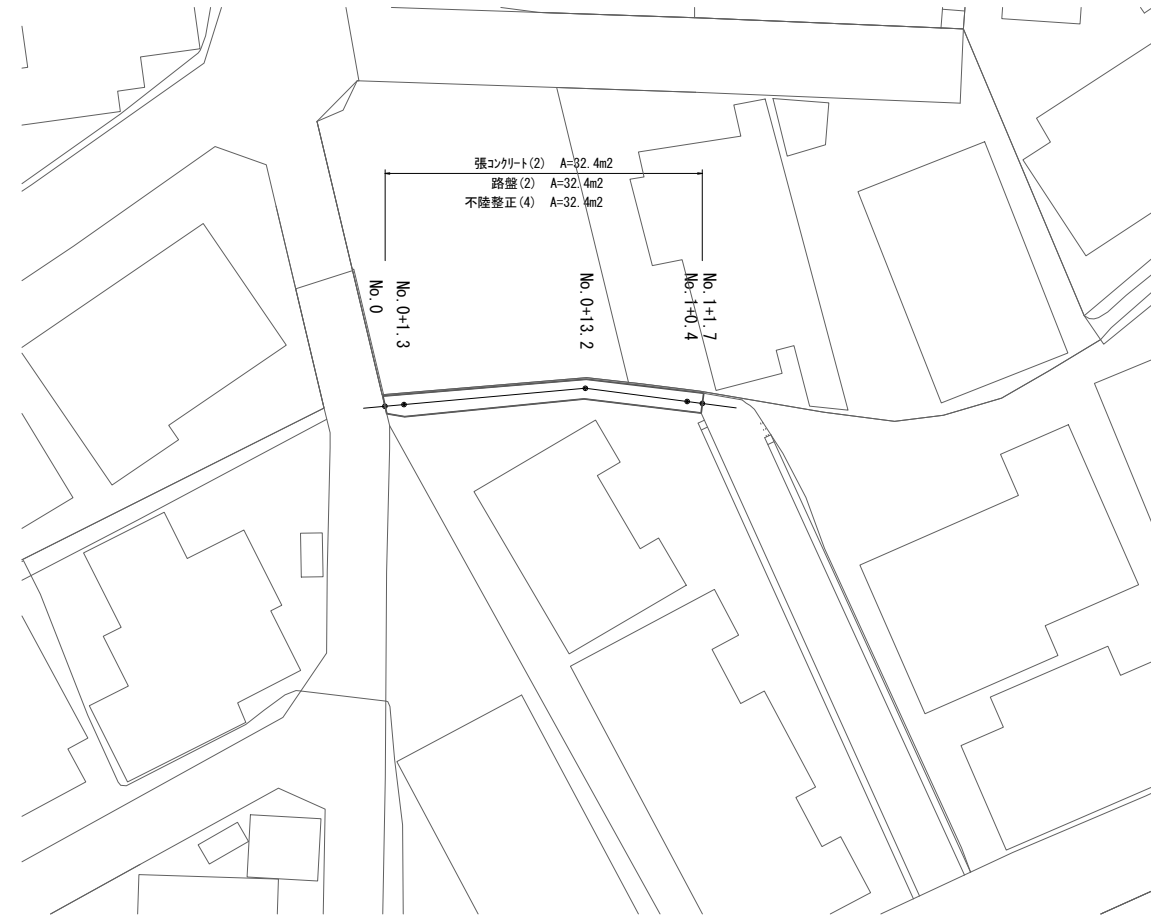 張ｺﾝｸﾘｰﾄ(2)　A=32.4m2
路盤(2)　A=32.4m2
不陸整正(4)　A=32.4m2
No.0
No.0+1.3
No.0+13.2
No.1+0.4
No.1+1.7